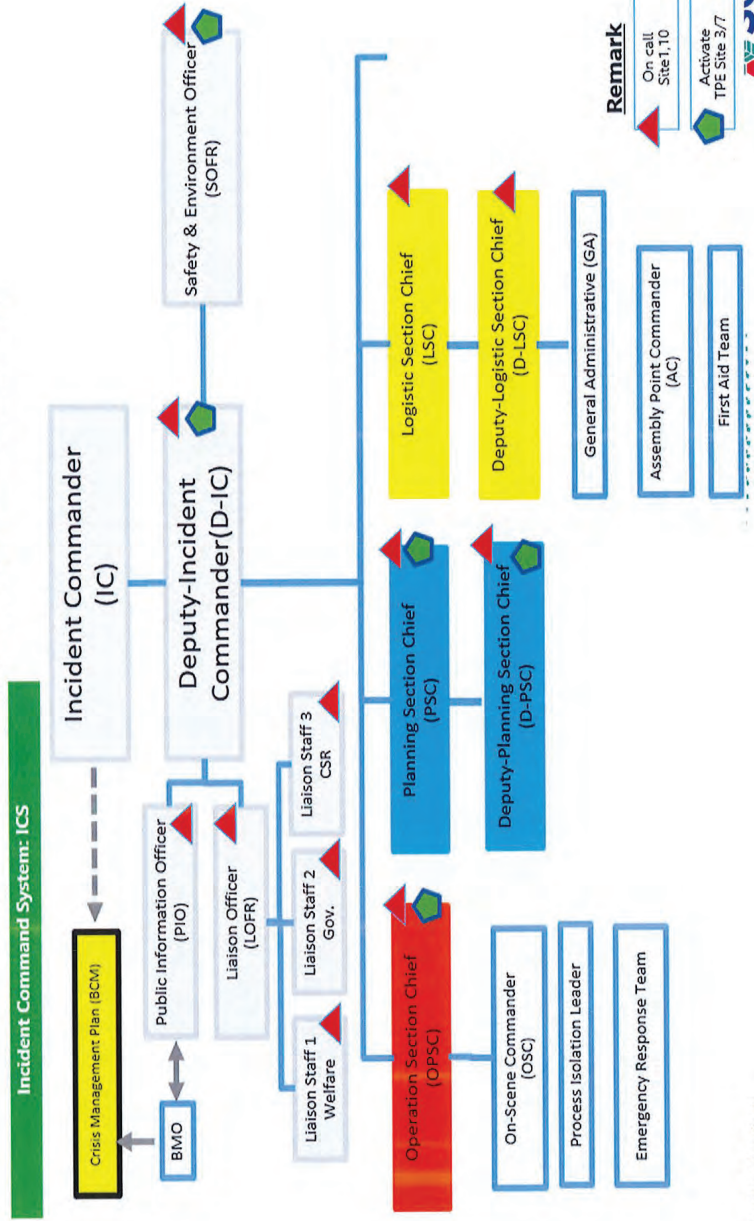 Incident Command System: ICS
Crisis Management Plan (BCM)
BMO
Incident Commander
(IC)
Deputy-Incident
Commander(D-IC)
Safety & Environment Officer
(SOFR)
Public Information Officer
(PIO)
Liaison Officer
(LOFR)
Liaison Staff 1
Welfare
Liaison Staff 2
Gov.
Liaison Staff 3
CSR
Operation Section Chief
(OPSC)
On-Scene Commander
(OSC)
Process Isolation Leader
Emergency Response Team
Planning Section Chief
(PSC)
Deputy-Planning Section Chief
(D-PSC)
Logistic Section Chief
(LSC)
Deputy-Logistic Section Chief
(D-LSC)
General Administrative (GA)
Assembly Point Commander
(AC)
First Aid Team
Remark
On call
Site1,10
Activate
TPE Site 3/7